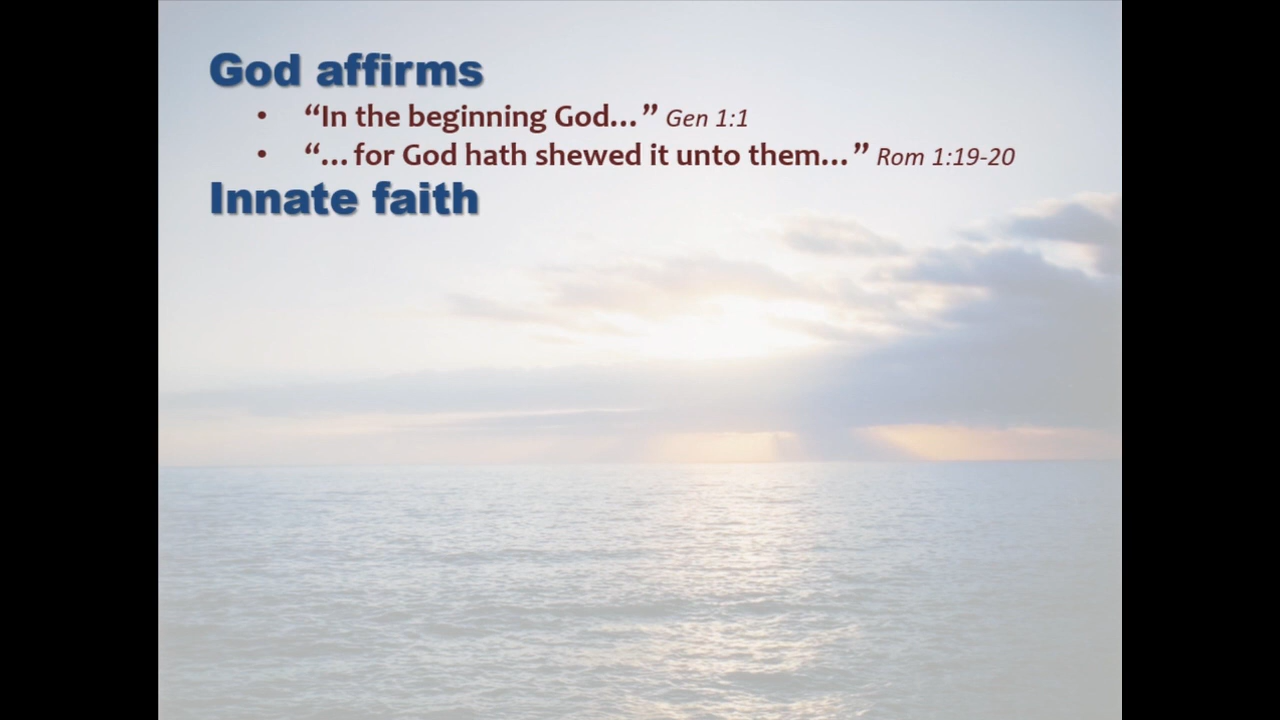 God affirms
• “In the beginning God…” Gen 1:1
• “… for God hath shewed it unto them…” Rom 1:19-20
Innate faith